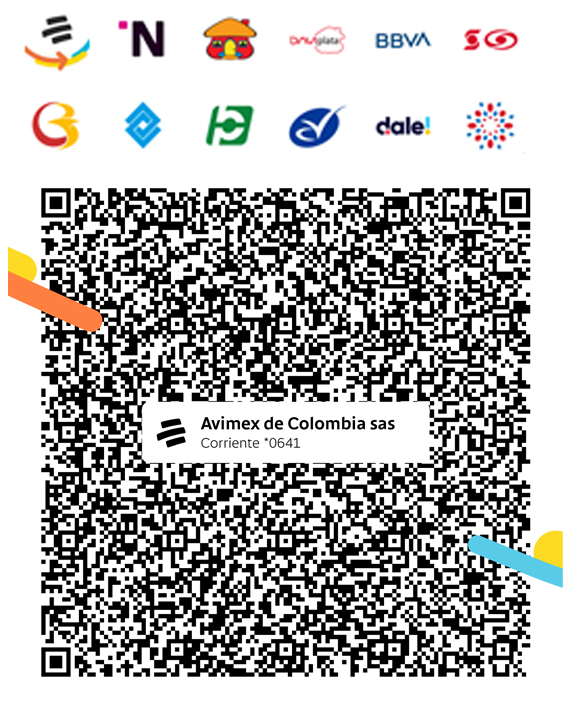 N
DAVIplata
BBVA
dale!
Avimex de Colombia sas
Corriente *0641